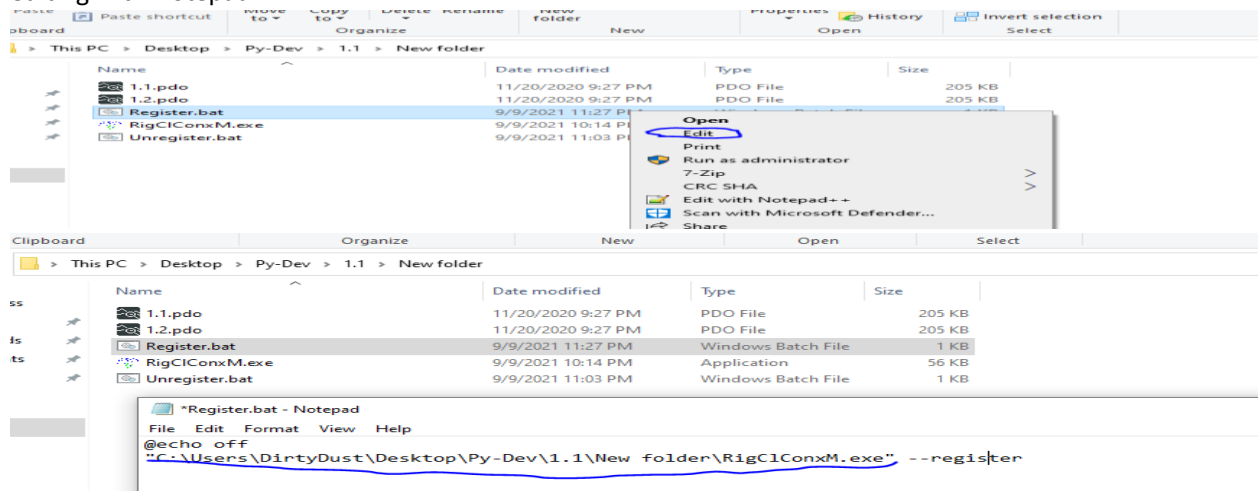 Paste Paste shortcut Move to Copy to Delete Rename New folder Properties History Invert selection
pboard Organize New Open Select
> This PC > Desktop > Py-Dev > 1.1 > New folder
Name Date modified Type Size
1.1.pdo 11/20/2020 9:27 PM PDO File 205 KB
1.2.pdo 11/20/2020 9:27 PM PDO File 205 KB
Register.bat 9/9/2021 11:27 PM
RigClConxM.exe 9/9/2021 10:14 PM
Unregister.bat 9/9/2021 11:03 PM
Open
Edit
Print
Run as administrator
7-Zip >
CRC SHA >
Edit with Notepad++
Scan with Microsoft Defender...
Share
Clipboard Organize New Open Select
> This PC > Desktop > Py-Dev > 1.1 > New folder
Name Date modified Type Size
ss
1.1.pdo 11/20/2020 9:27 PM PDO File 205 KB
1.2.pdo 11/20/2020 9:27 PM PDO File 205 KB
ls Register.bat 9/9/2021 11:27 PM Windows Batch File 1 KB
ts RigClConxM.exe 9/9/2021 10:14 PM Application 56 KB
Unregister.bat 9/9/2021 11:03 PM Windows Batch File 1 KB
*Register.bat - Notepad
File Edit Format View Help
@echo off
"C:\Users\DirtyDust\Desktop\Py-Dev\1.1\New folder\RigClConxM.exe" --register